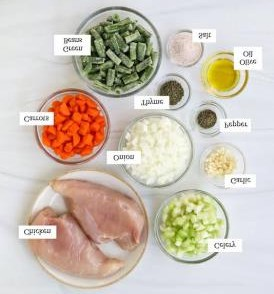 Green
Beans
Salt
Olive
Oil
Thyme
Carrots
Pepper
Onion
Garlic
Chicken
Celery